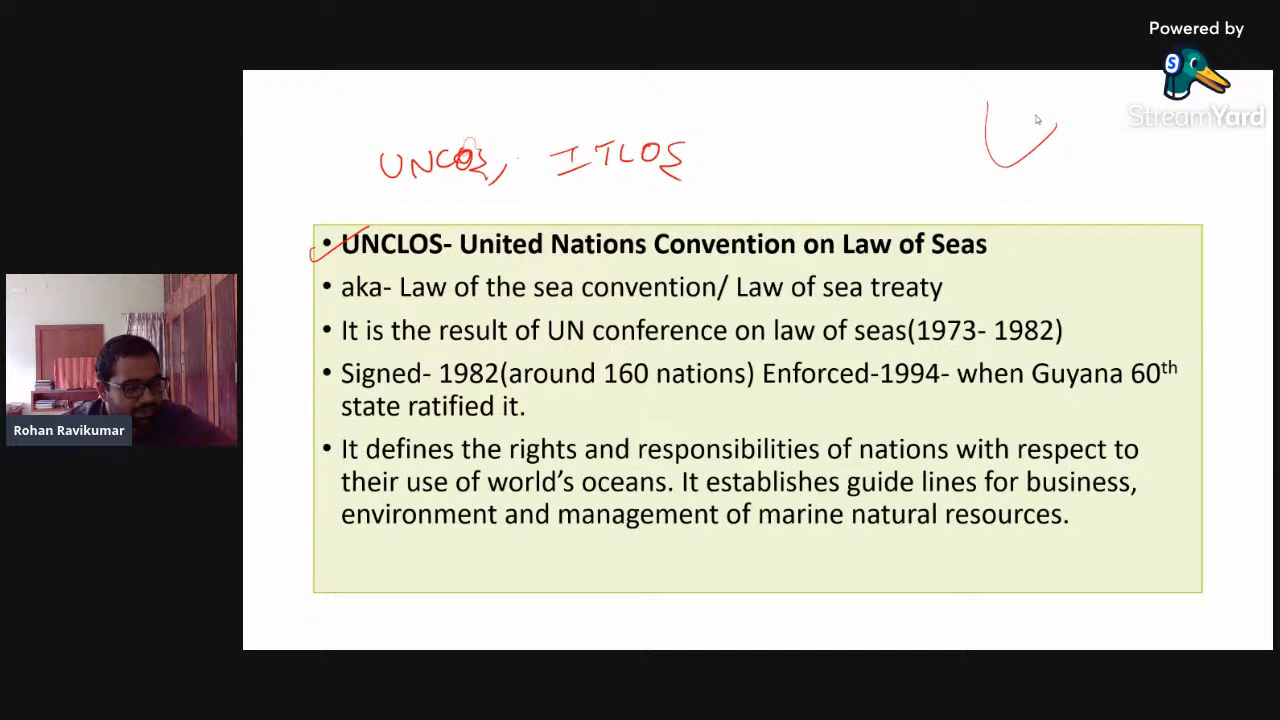 Powered by
S
StreamYard
UNCOS, ITLOS
• UNCLOS- United Nations Convention on Law of Seas
• aka- Law of the sea convention/ Law of sea treaty
• It is the result of UN conference on law of seas(1973- 1982)
• Signed- 1982(around 160 nations) Enforced-1994- when Guyana 60th
state ratified it.
• It defines the rights and responsibilities of nations with respect to
their use of world’s oceans. It establishes guide lines for business,
environment and management of marine natural resources.
Rohan Ravikumar